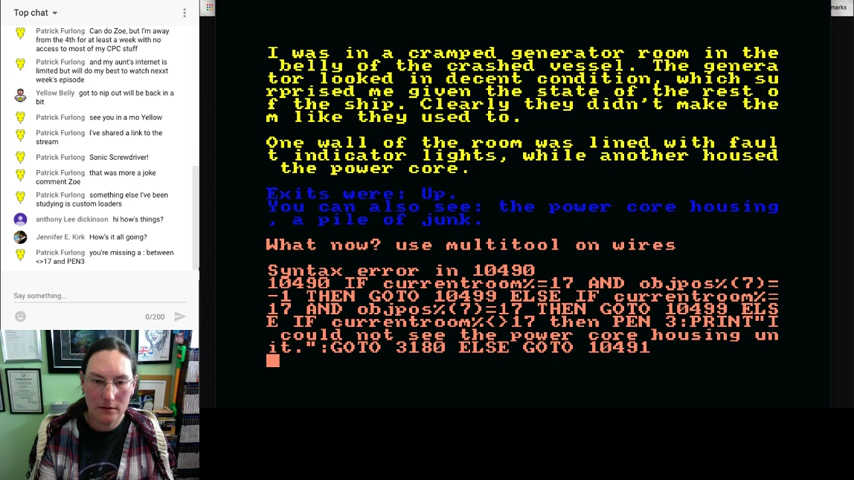 Top chat
marks
Patrick Furlong Can do Zoe, but I'm away
from the 4th for at least a week with no
access to most of my CPC stuff
Patrick Furlong and my aunt's internet is
limited but will do my best to watch nexxt
week's episode
Yellow Belly got to nip out will be back in a
bit
Patrick Furlong see you in a mo Yellow
Patrick Furlong I've shared a link to the
stream
Patrick Furlong Sonic Screwdriver!
Patrick Furlong that was more a joke
comment Zoe
Patrick Furlong something else I've been
studying is custom loaders
anthony Lee dickinson hi how's things?
Jennifer E. Kirk How's it all going?
Patrick Furlong you're missing a : between
<>17 and PEN3
Say something...
0/200
I was in a cramped generator room in the
belly of the crashed vessel. The genera
tor looked in decent condition, which su
rprised me given the state of the rest o
f the ship. Clearly they didn't make the
m like they used to.
One wall of the room was lined with faul
t indicator lights, while another housed
the power core.
Exits were: Up.
You can also see: the power core housing
, a pile of junk.
What now? use multitool on wires
Syntax error in 10490
10490 IF currentroom%=17 AND objpos%(7)=
-1 THEN GOTO 10499 ELSE IF currentroom%=
17 AND objpos%(7)=17 THEN GOTO 10499 ELS
E IF currentroom%<>17 then PEN 3:PRINT"I
could not see the power core housing un
it.":GOTO 3180 ELSE GOTO 10491